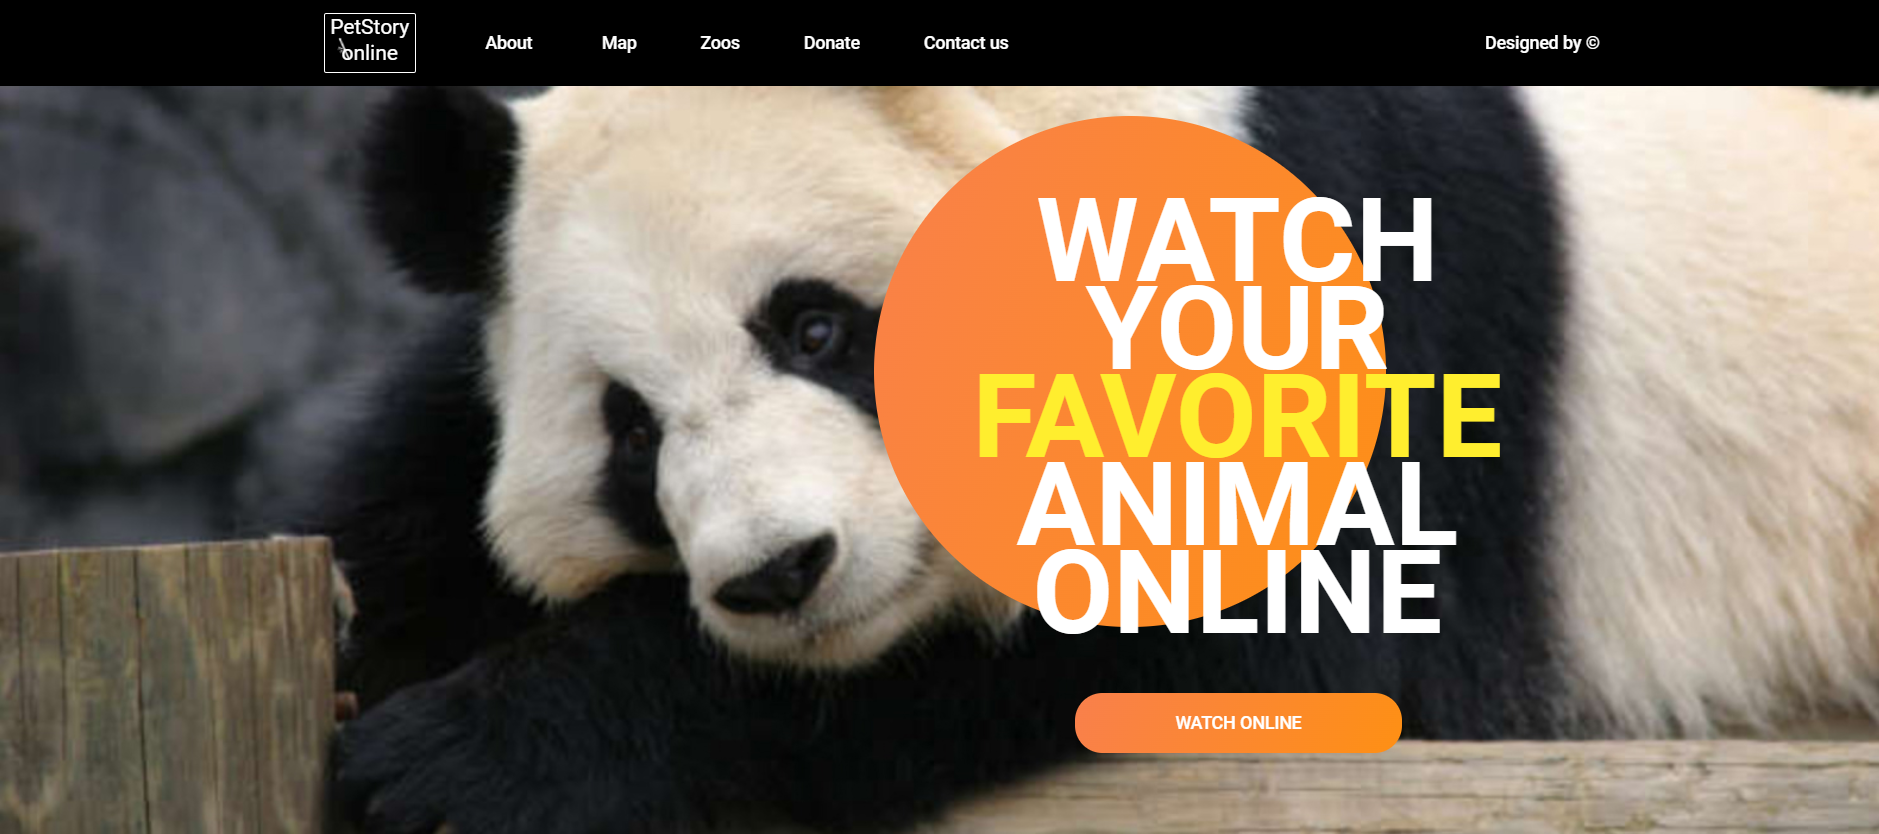 PetStory
online
About Map Zoos Donate Contact us Designed by ©
WATCH
YOUR
FAVORITE
ANIMAL
ONLINE
WATCH ONLINE